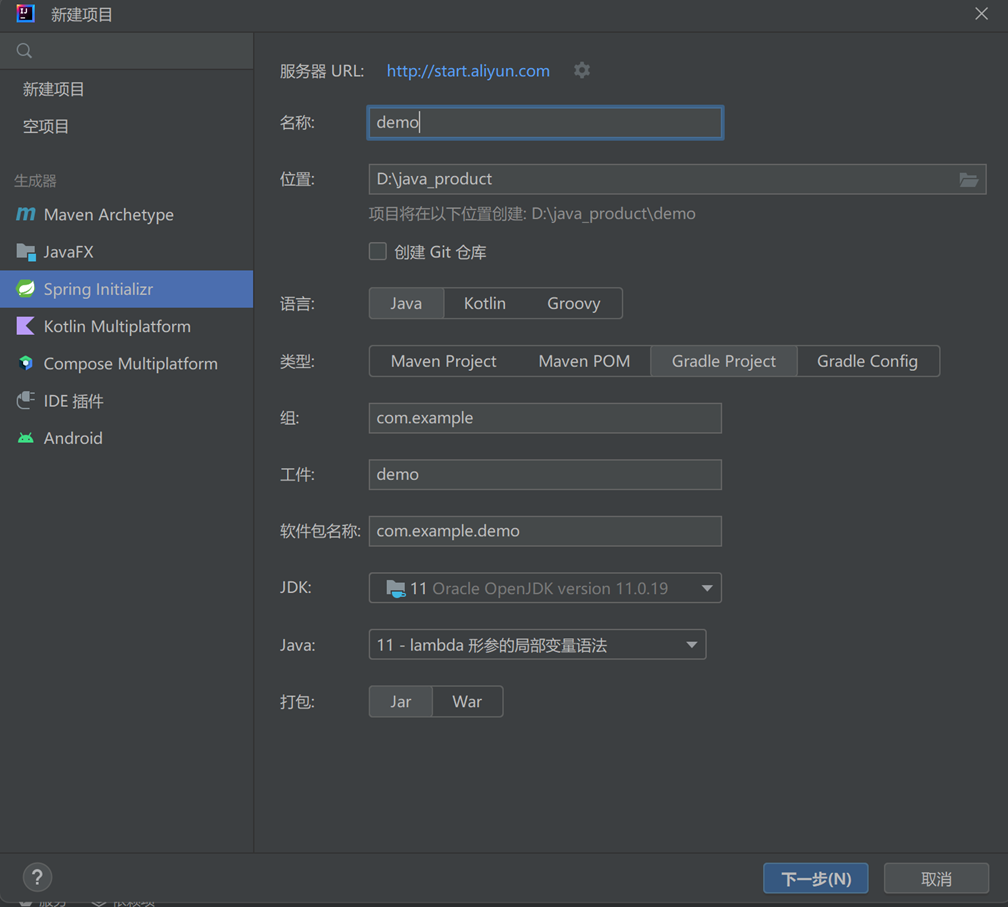 新建项目
新建项目
空项目
生成器
Maven Archetype
JavaFX
Spring Initializr
Kotlin Multiplatform
Compose Multiplatform
IDE 插件
Android
服务器 URL: http://start.aliyun.com
名称: demo
位置: D:\java_product
项目将在以下位置创建: D:\java_product\demo
创建 Git 仓库
语言: Java Kotlin Groovy
类型: Maven Project Maven POM Gradle Project Gradle Config
组: com.example
工件: demo
软件包名称: com.example.demo
JDK: 11 Oracle OpenJDK version 11.0.19
Java: 11 - lambda 形参的局部变量语法
打包: Jar War
? 下一步(N) 取消
服务 依赖项